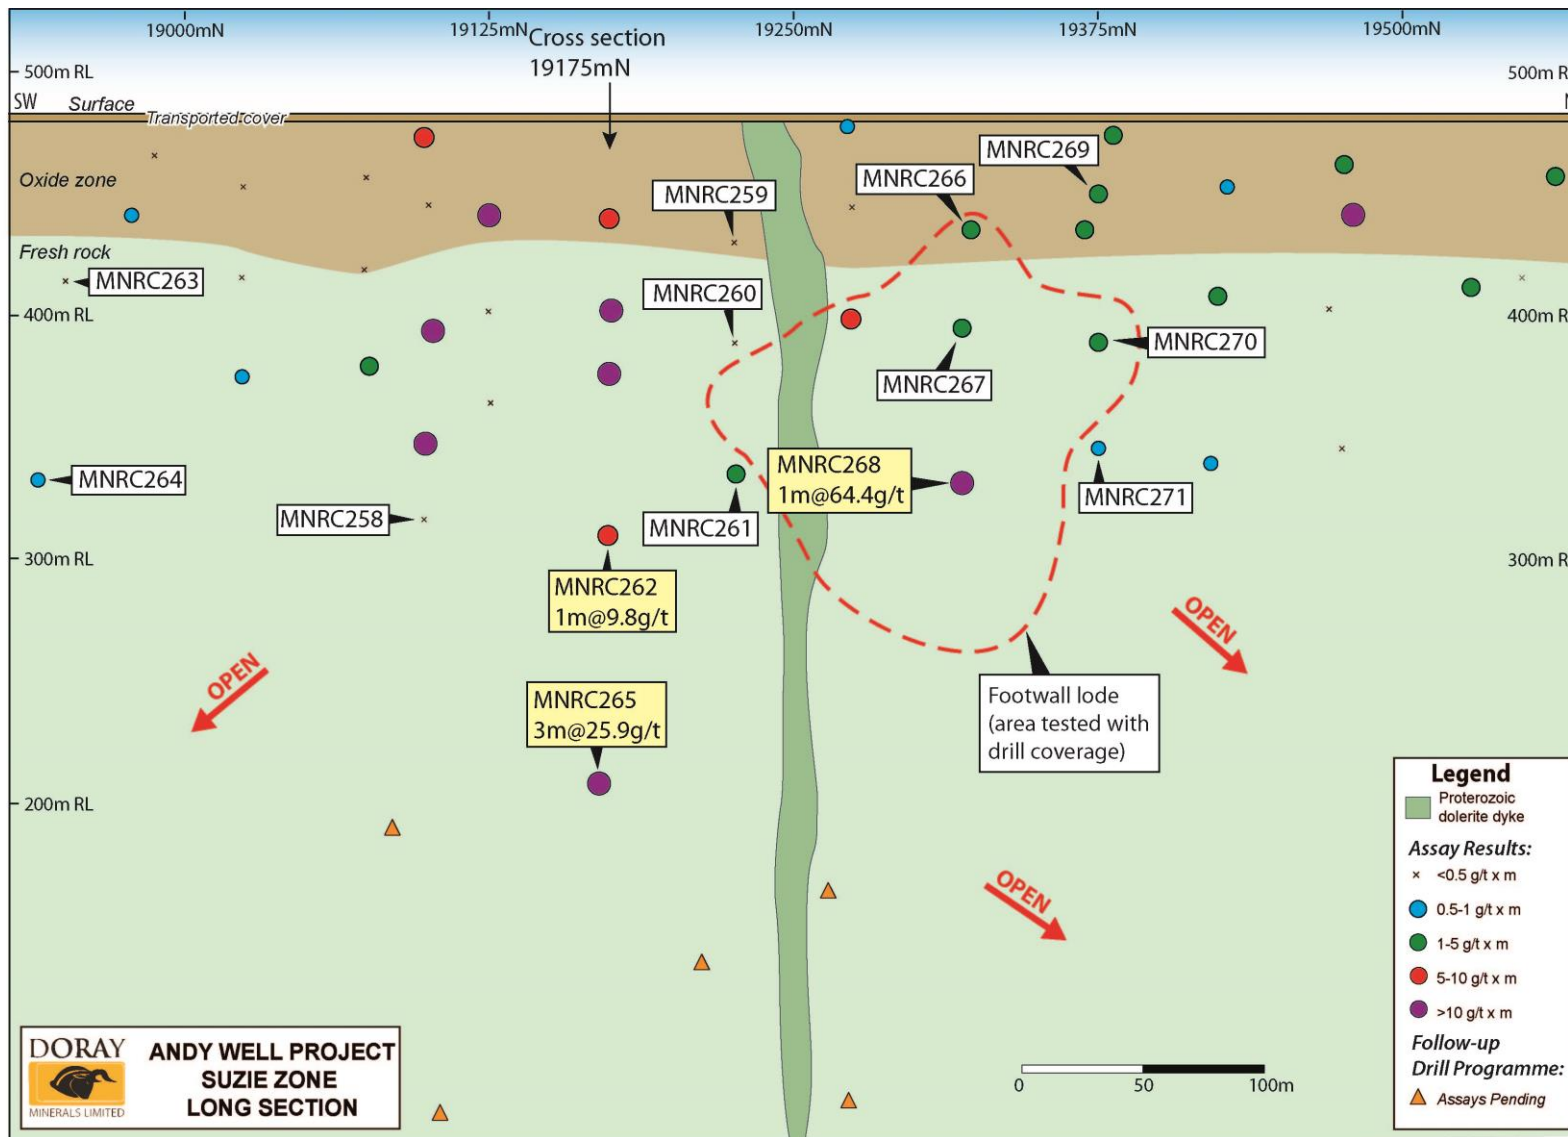 19000mN
19125mN
19250mN
19375mN
19500mN
Cross section
19175mN
500m RL
500m R
SW
Surface
Transported cover
Oxide zone
MNRC259
MNRC266
MNRC269
Fresh rock
MNRC263
MNRC260
400m RL
400m R
MNRC270
MNRC267
MNRC264
MNRC268
1m@64.4g/t
MNRC271
MNRC258
MNRC261
300m RL
300m R
MNRC262
1m@9.8g/t
OPEN
OPEN
MNRC265
3m@25.9g/t
Footwall lode
(area tested with
drill coverage)
200m RL
OPEN
Legend
Proterozoic
dolerite dyke
Assay Results:
<0.5 g/t x m
0.5-1 g/t x m
1-5 g/t x m
5-10 g/t x m
>10 g/t x m
Follow-up
Drill Programme:
Assays Pending
DORAY
MINERALS LIMITED
ANDY WELL PROJECT
SUZIE ZONE
LONG SECTION
0
50
100m